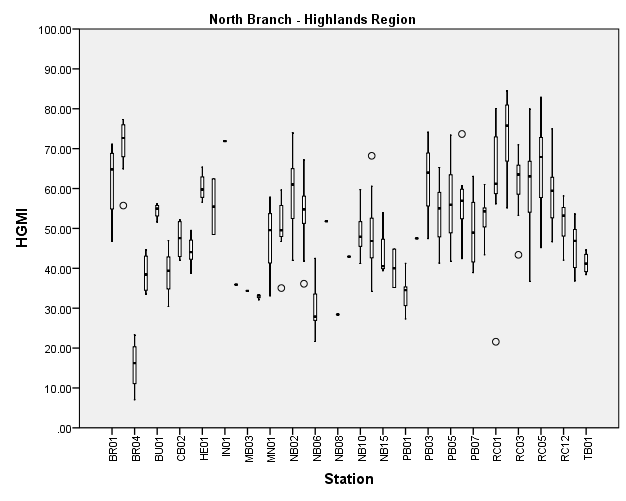 North Branch - Highlands Region
100.00
90.00
80.00
70.00
60.00
50.00
40.00
30.00
20.00
10.00
.00
HGMI
BR01 BR04 BU01 CB02 HE01 IN01 MB03 MN01 NB02 NB06 NB08 NB10 NB15 PB01 PB03 PB05 PB07 RC01 RC03 RC05 RC12 TB01
Station